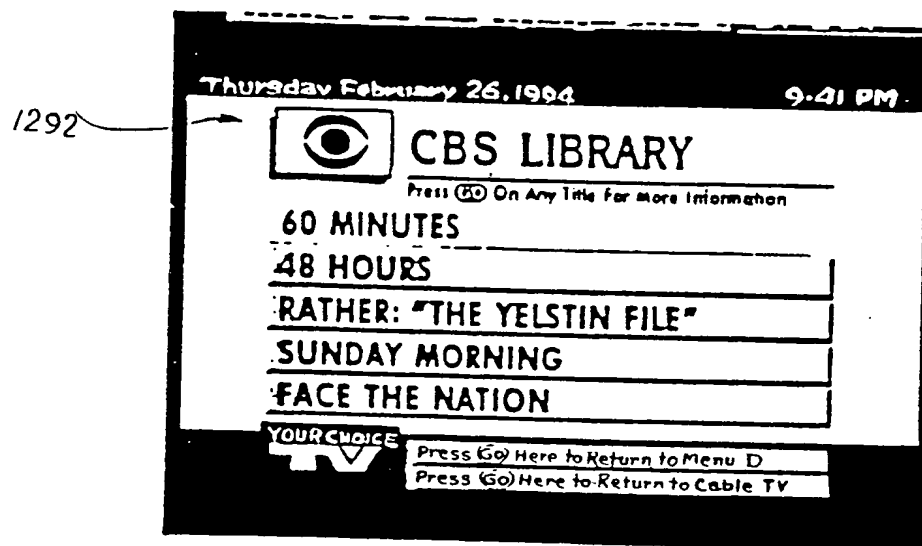 Thursday February 26, 1994 9:41 PM
1292
CBS LIBRARY
Press GO On Any Title For More Information
60 MINUTES
48 HOURS
RATHER: "THE YELSTIN FILE"
SUNDAY MORNING
FACE THE NATION
YOUR CHOICE
TV
Press GO Here to Return to Menu D
Press GO Here to Return to Cable TV